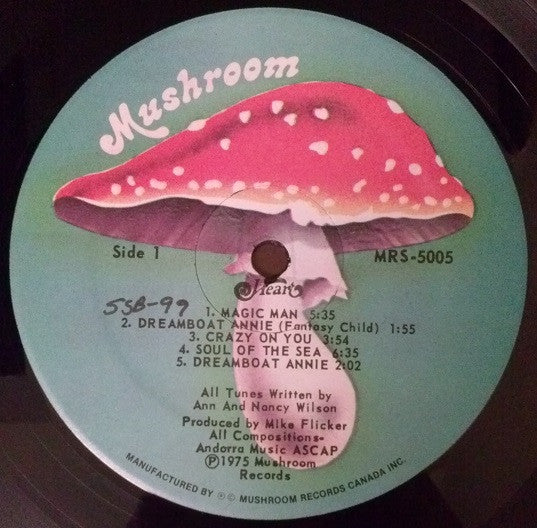 Mushroom
Side 1
MRS-5005
Heart
SSB-99
1. MAGIC MAN 5:35
2. DREAMBOAT ANNIE (Fantasy Child) 1:55
3. CRAZY ON YOU 3:54
4. SOUL OF THE SEA 6:35
5. DREAMBOAT ANNIE 2:02
All Tunes Written by
Ann And Nancy Wilson
Produced by Mike Flicker
All Compositions-
Andorra Music ASCAP
Ⓟ1975 Mushroom
Records
MANUFACTURED BY ® © MUSHROOM RECORDS CANADA INC.